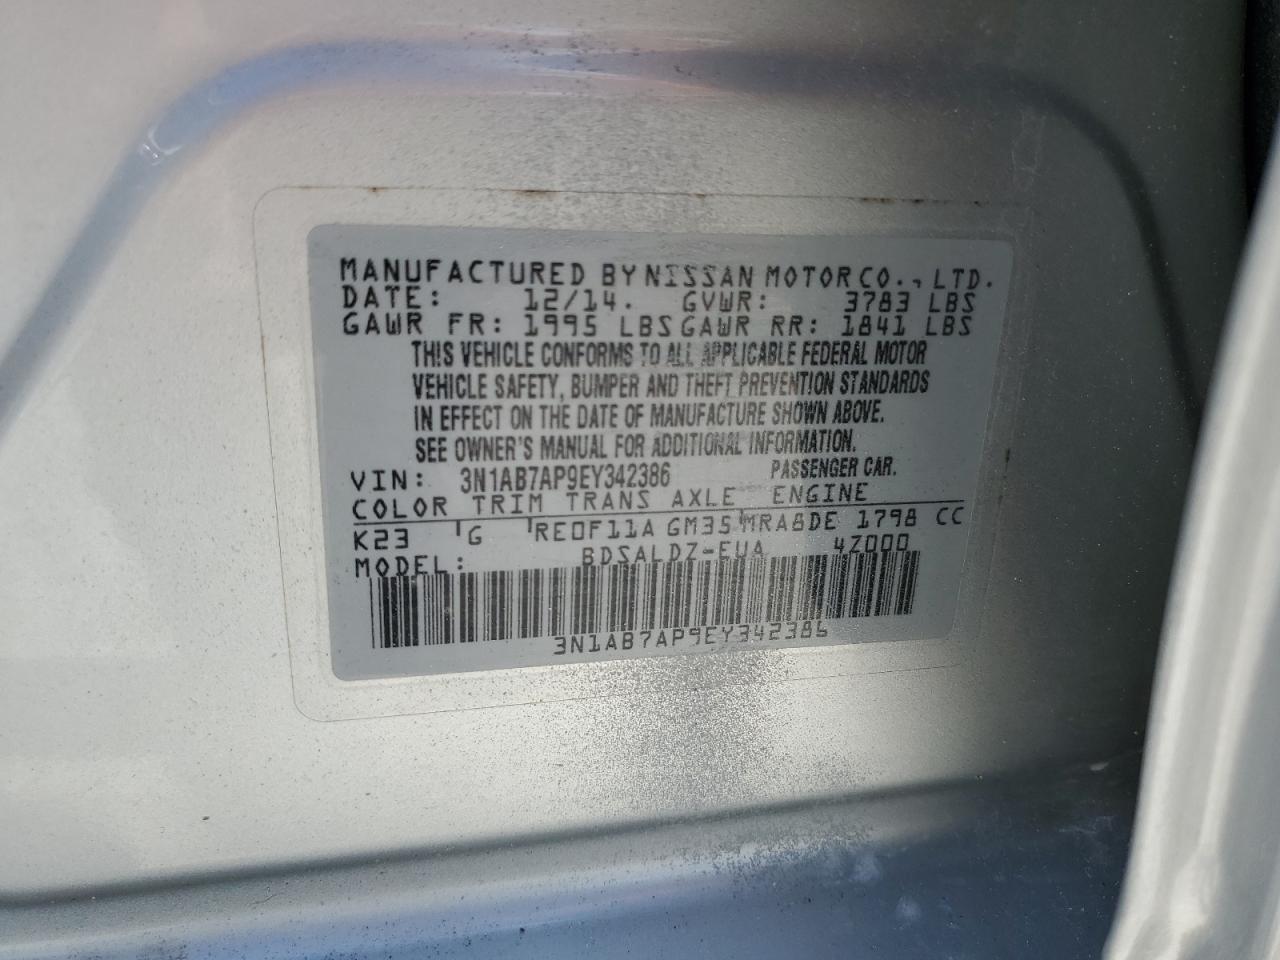 MANUFACTURED BY NISSAN MOTOR CO., LTD.
DATE: 12/14. GVWR: 3783 LBS
GAWR FR: 1995 LBS GAWR RR: 1841 LBS
THIS VEHICLE CONFORMS TO ALL APPLICABLE FEDERAL MOTOR
VEHICLE SAFETY, BUMPER AND THEFT PREVENTION STANDARDS
IN EFFECT ON THE DATE OF MANUFACTURE SHOWN ABOVE.
SEE OWNER'S MANUAL FOR ADDITIONAL INFORMATION.
VIN: 3N1AB7AP9EY342386 PASSENGER CAR.
COLOR TRIM TRANS AXLE ENGINE
K23 G RE0F11A GM35 MRA8DE 1798 CC
MODEL: BDSALDZ-EUA 4Z000
3N1AB7AP9EY342386